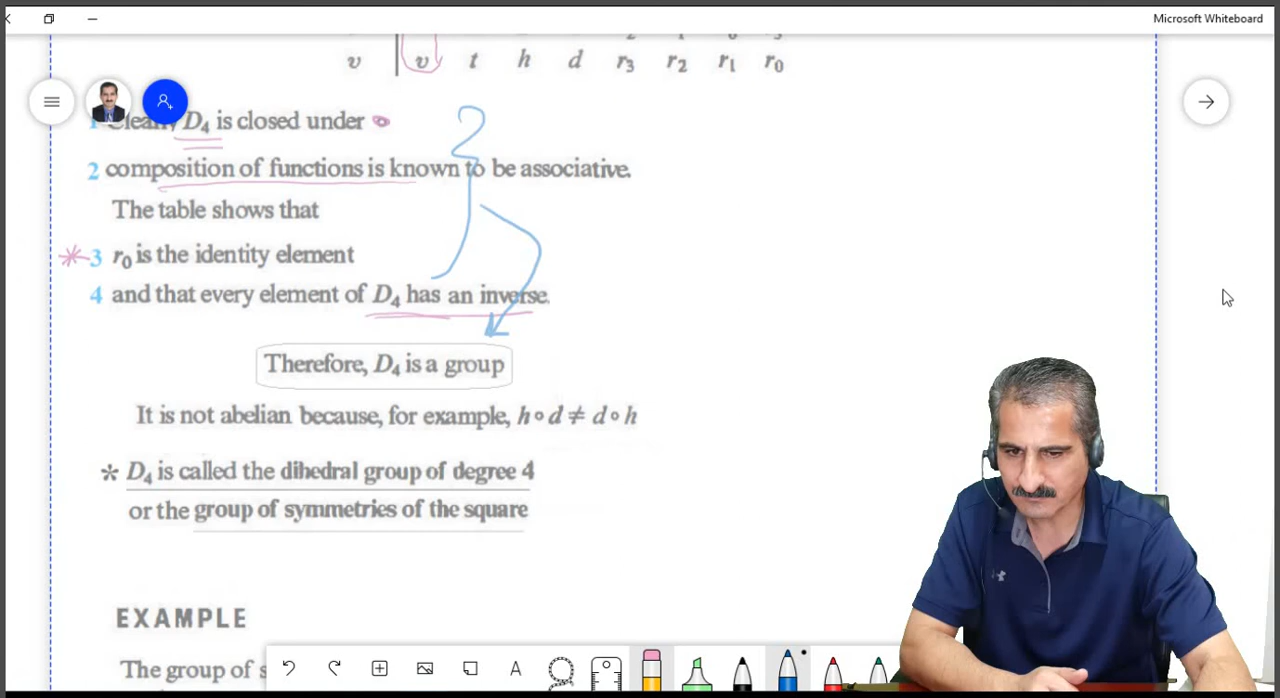 Microsoft Whiteboard
v v t h d r₃ r₂ r₁ r₀
D₄ is closed under
2 composition of functions is known to be associative.
The table shows that
* 3 r₀ is the identity element
4 and that every element of D₄ has an inverse.
Therefore, D₄ is a group
It is not abelian because, for example, h∘d ≠ d∘h
* D₄ is called the dihedral group of degree 4
or the group of symmetries of the square
EXAMPLE
The group of